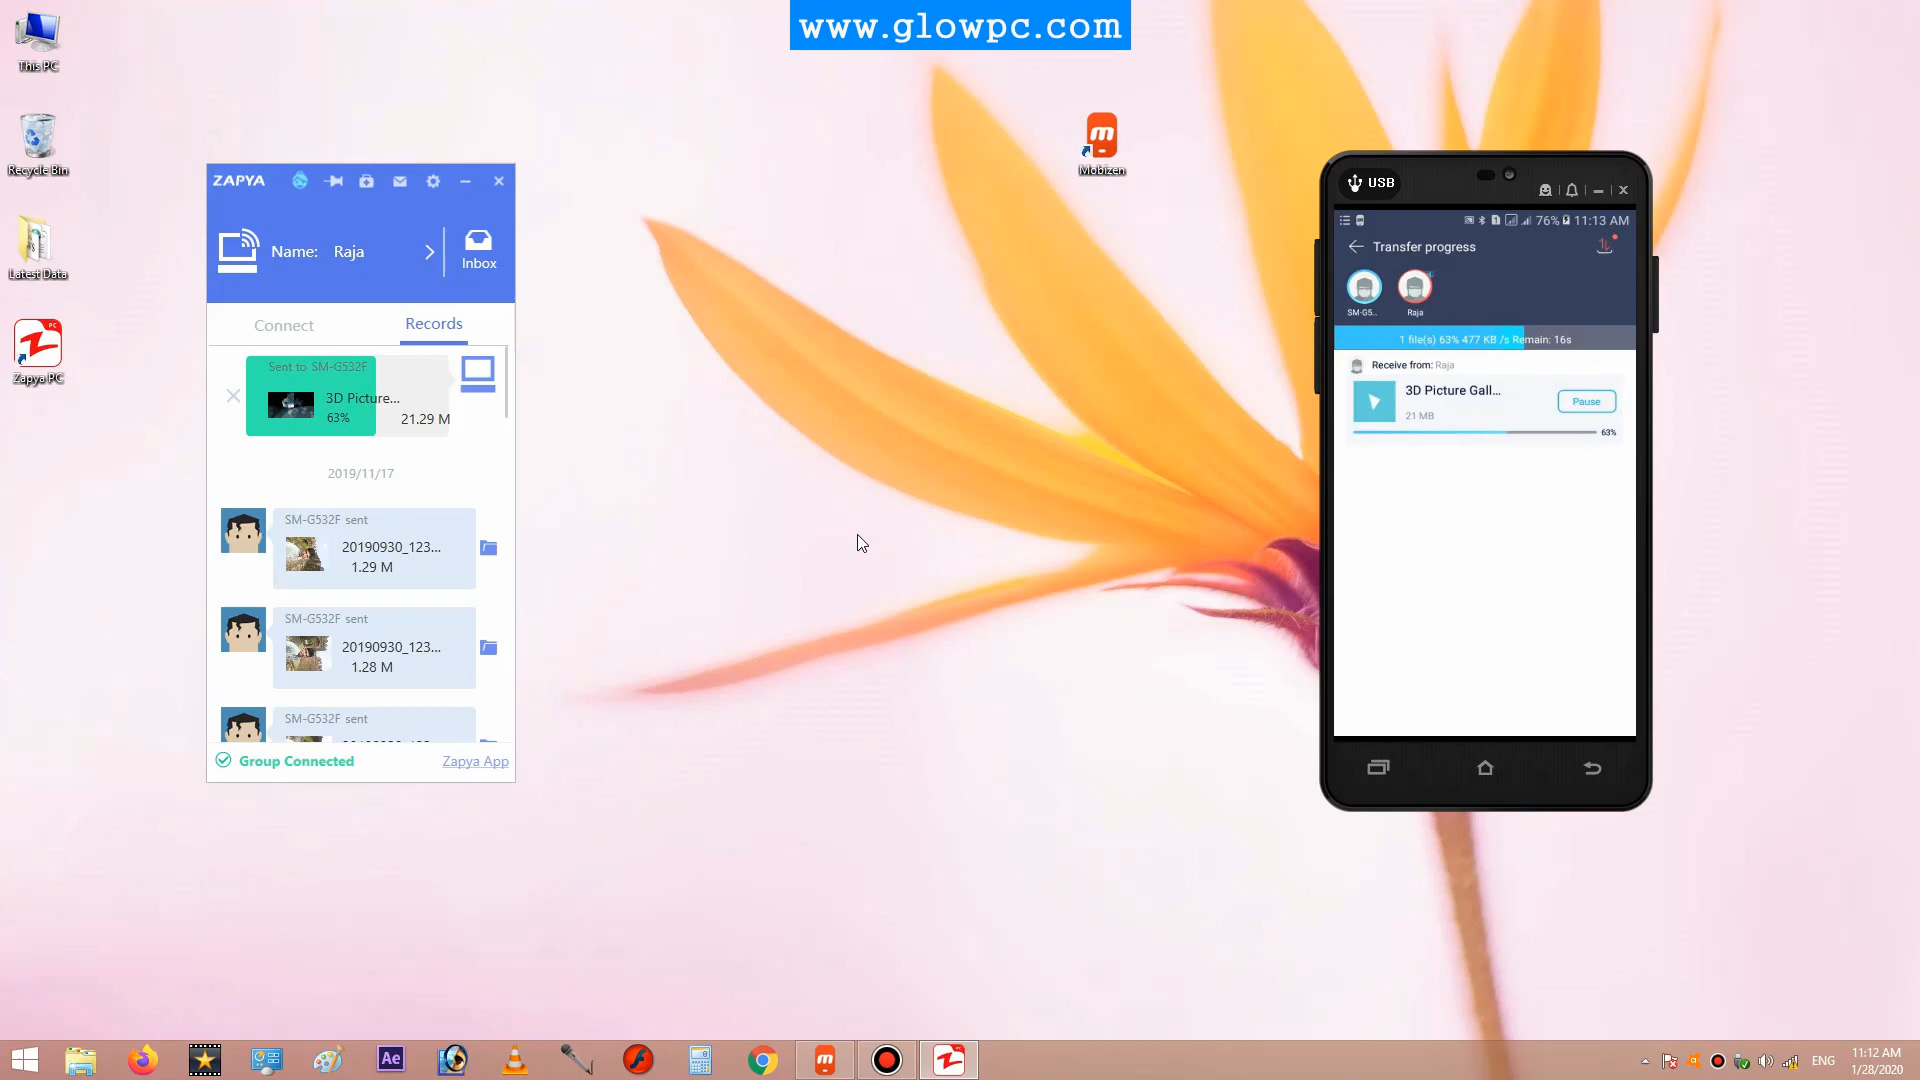 www.glowpc.com
This PC
Recycle Bin
Latest Data
PC
Zapya PC
Mobizen
ZAPYA
Name: Raja
Inbox
Connect
Records
Sent to SM-G532F
3D Picture...
63%
21.29 M
2019/11/17
SM-G532F sent
20190930_123...
1.29 M
SM-G532F sent
20190930_123...
1.28 M
SM-G532F sent
Group Connected
Zapya App
USB
76% 11:13 AM
Transfer progress
SM-G5...
Raja
1 file(s) 63% 477 KB /s Remain: 16s
Receive from: Raja
3D Picture Gall...
21 MB
Pause
63%
Ae
ENG
11:12 AM
1/28/2020